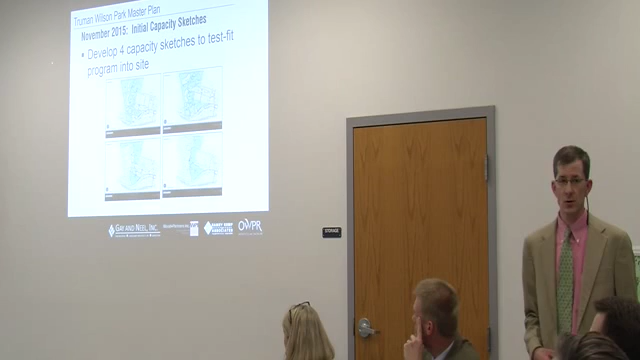 Truman Wilson Park Master Plan
November 2015: Initial Capacity Sketches
Develop 4 capacity sketches to test-fit
program into site
GAY AND NEEL, INC.
OWPR
STORAGE